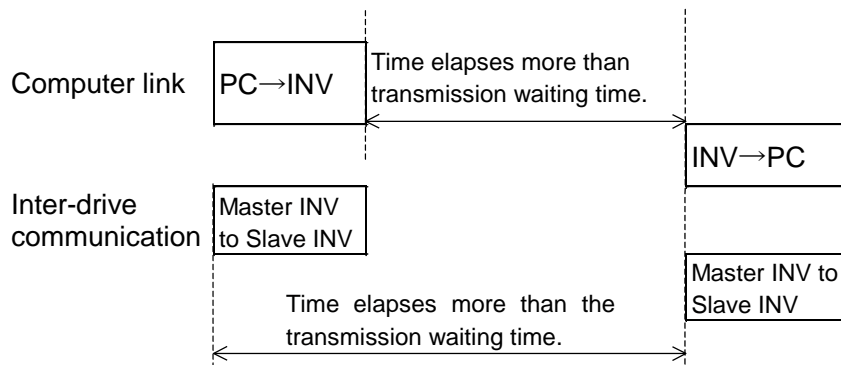 Computer link
PC→INV
Time elapses more than
transmission waiting time.
INV→PC
Inter-drive
communication
Master INV
to Slave INV
Master INV to
Slave INV
Time elapses more than the
transmission waiting time.